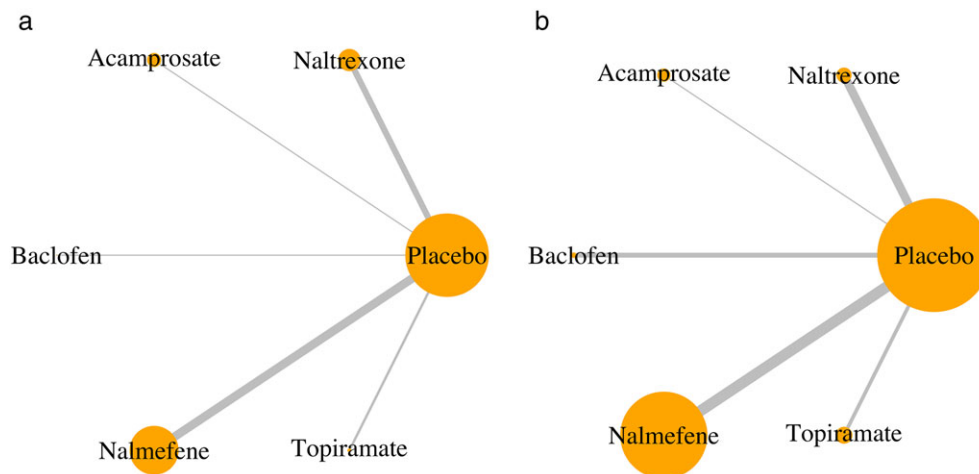 a
Acamprosate
Naltrexone
Baclofen
Placebo
Nalmefene
Topiramate
b
Acamprosate
Naltrexone
Baclofen
Placebo
Nalmefene
Topiramate